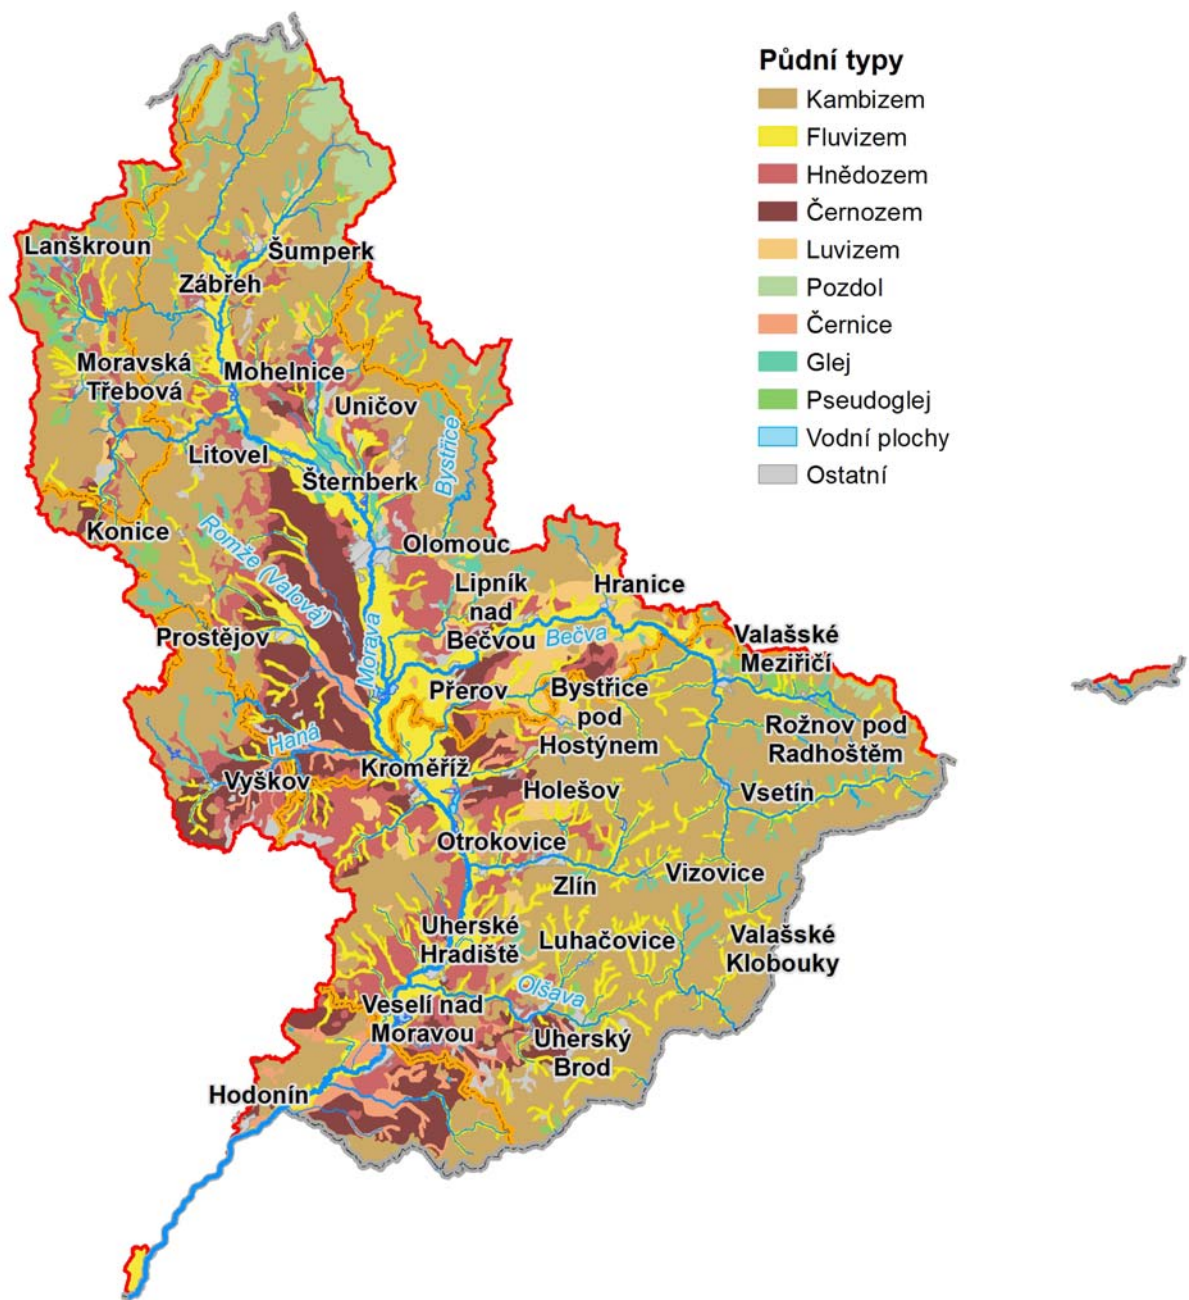 Půdní typy
Kambizem
Fluvizem
Hnědozem
Černozem
Luvizem
Pozdol
Černice
Glej
Pseudoglej
Vodní plochy
Ostatní
Lanškroun
Šumperk
Zábřeh
Moravská
Třebová
Mohelnice
Uničov
Litovel
Bystřice
Šternberk
Konice
Romže (Valová)
Olomouc
Lipník
nad
Bečvou
Hranice
Prostějov
Morava
Bečva
Valašské
Meziříčí
Přerov
Bystřice
pod
Hostýnem
Rožnov pod
Radhoštěm
Haná
Vyškov
Kroměříž
Holešov
Vsetín
Otrokovice
Zlín
Vizovice
Uherské
Hradiště
Luhačovice
Valašské
Klobouky
Olšava
Veselí nad
Moravou
Uherský
Brod
Hodonín